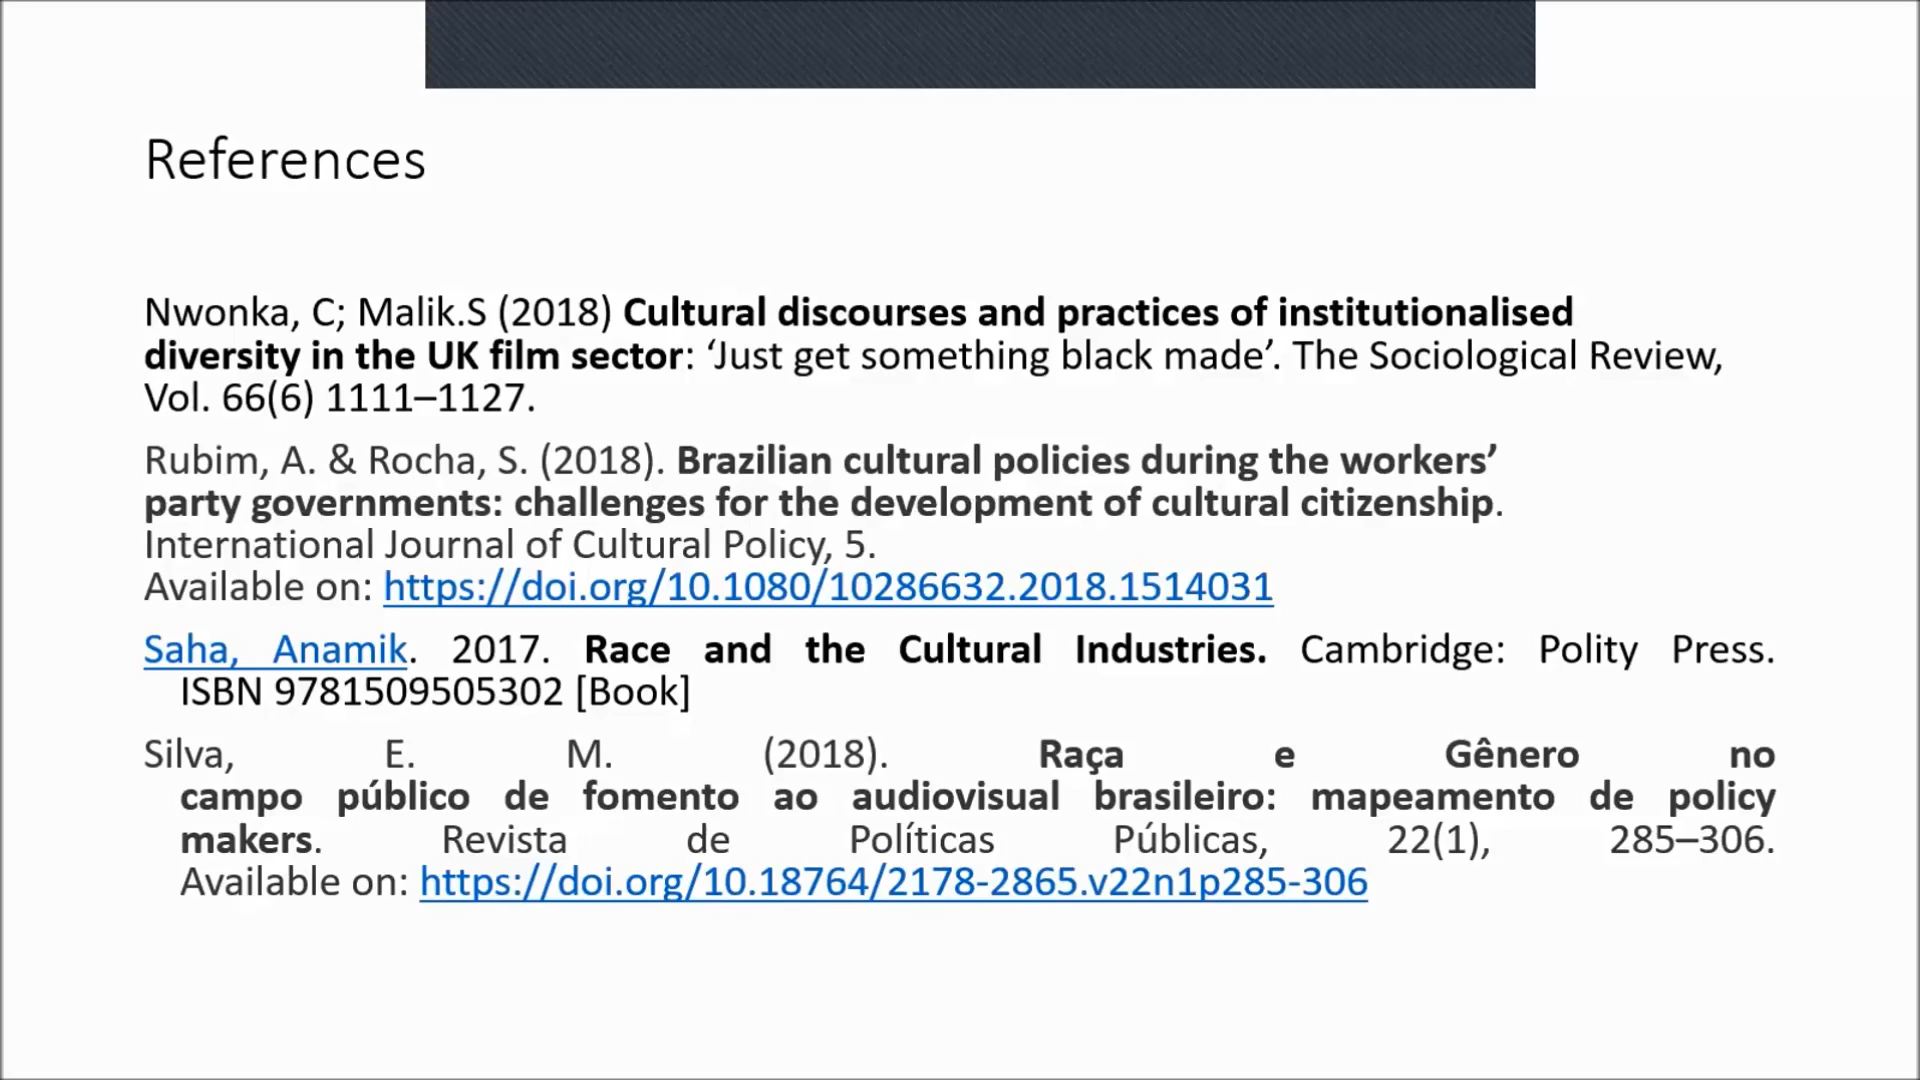 References
Nwonka, C; Malik.S (2018) Cultural discourses and practices of institutionalised
diversity in the UK film sector: ‘Just get something black made’. The Sociological Review,
Vol. 66(6) 1111–1127.
Rubim, A. & Rocha, S. (2018). Brazilian cultural policies during the workers’
party governments: challenges for the development of cultural citizenship.
International Journal of Cultural Policy, 5.
Available on: https://doi.org/10.1080/10286632.2018.1514031
Saha, Anamik. 2017. Race and the Cultural Industries. Cambridge: Polity Press.
ISBN 9781509505302 [Book]
Silva, E. M. (2018). Raça e Gênero no
campo público de fomento ao audiovisual brasileiro: mapeamento de policy
makers. Revista de Políticas Públicas, 22(1), 285–306.
Available on: https://doi.org/10.18764/2178-2865.v22n1p285-306